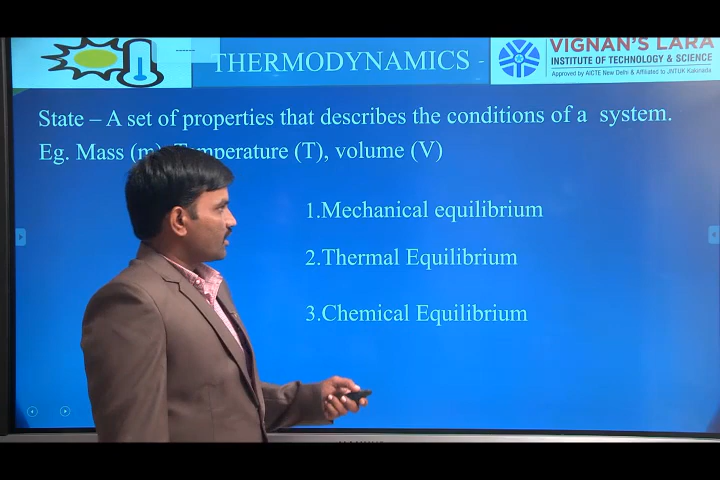 THERMODYNAMICS -
VIGNAN'S LARA
INSTITUTE OF TECHNOLOGY & SCIENCE
Approved by AICTE New Delhi & Affiliated to JNTUK Kakinada
State – A set of properties that describes the conditions of a system.
Eg. Mass (m), Temperature (T), volume (V)
1.Mechanical equilibrium
2.Thermal Equilibrium
3.Chemical Equilibrium